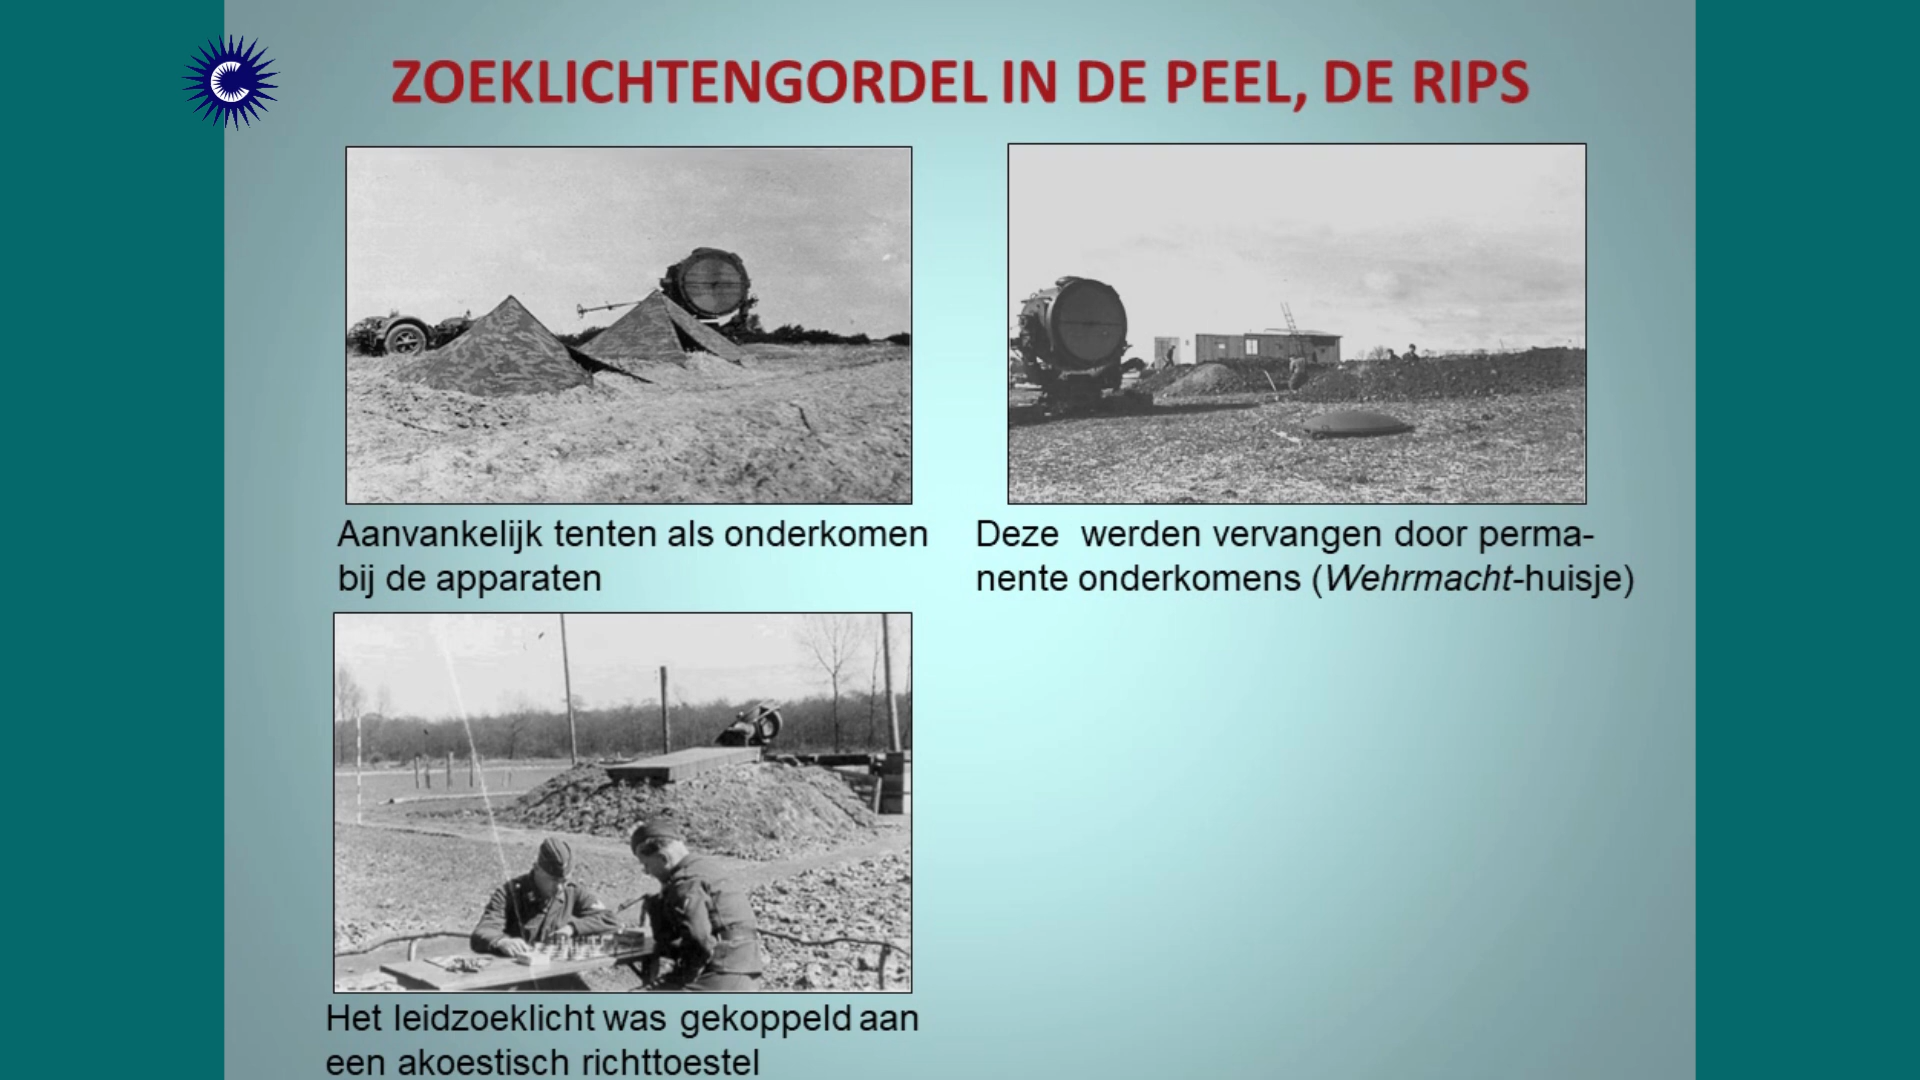 ZOEKLICHTENGORDEL IN DE PEEL, DE RIPS
Aanvankelijk tenten als onderkomen
bij de apparaten
Deze werden vervangen door perma-
nente onderkomens (Wehrmacht-huisje)
Het leidzoeklicht was gekoppeld aan
een akoestisch richttoestel